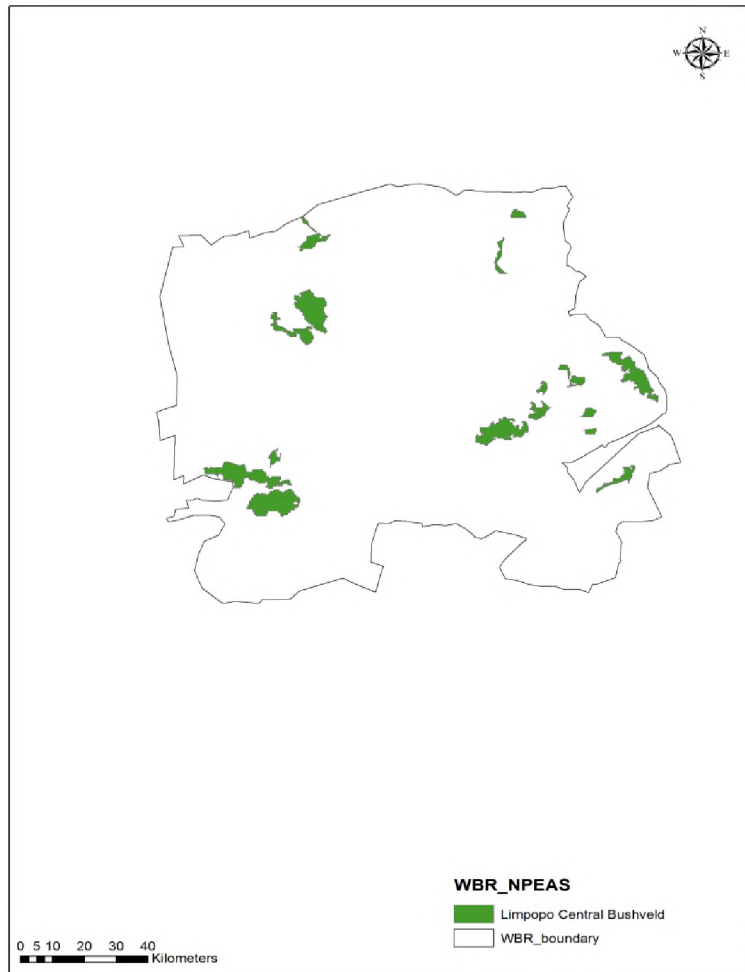 N
W E
S
WBR_NPEAS
Limpopo Central Bushveld
WBR_boundary
0 5 10 20 30 40
Kilometers